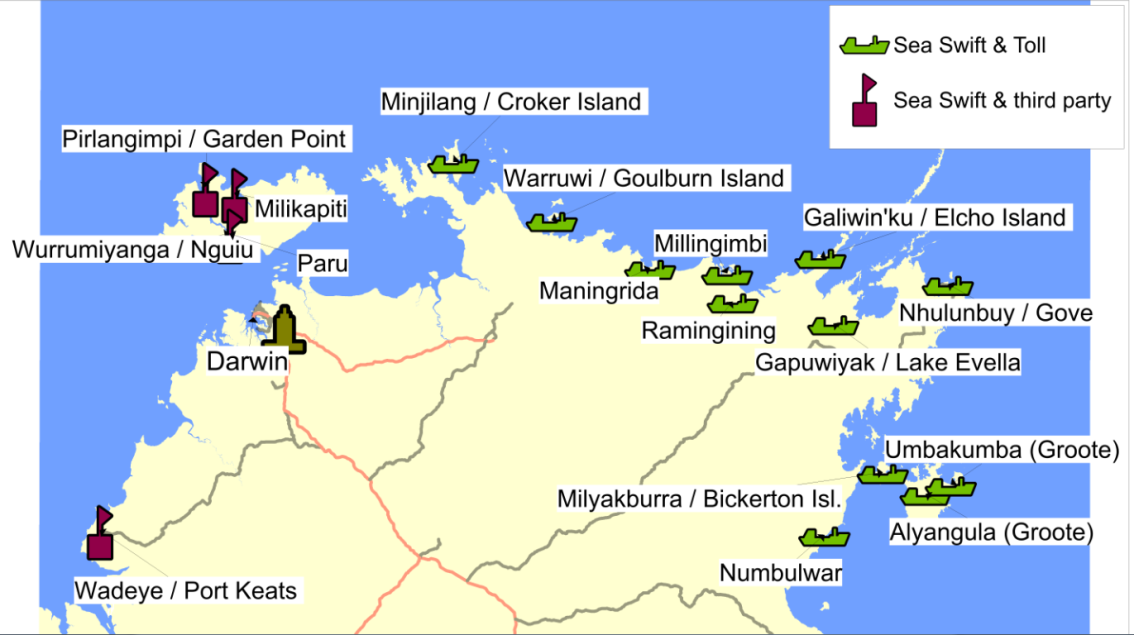 Sea Swift & Toll
Sea Swift & third party
Minjilang / Croker Island
Pirlangimpi / Garden Point
Warruwi / Goulburn Island
Milikapiti
Galiwin'ku / Elcho Island
Wurrumiyanga / Nguiu
Millingimbi
Paru
Maningrida
Nhulunbuy / Gove
Ramingining
Darwin
Gapuwiyak / Lake Evella
Umbakumba (Groote)
Milyakburra / Bickerton Isl.
Alyangula (Groote)
Numbulwar
Wadeye / Port Keats